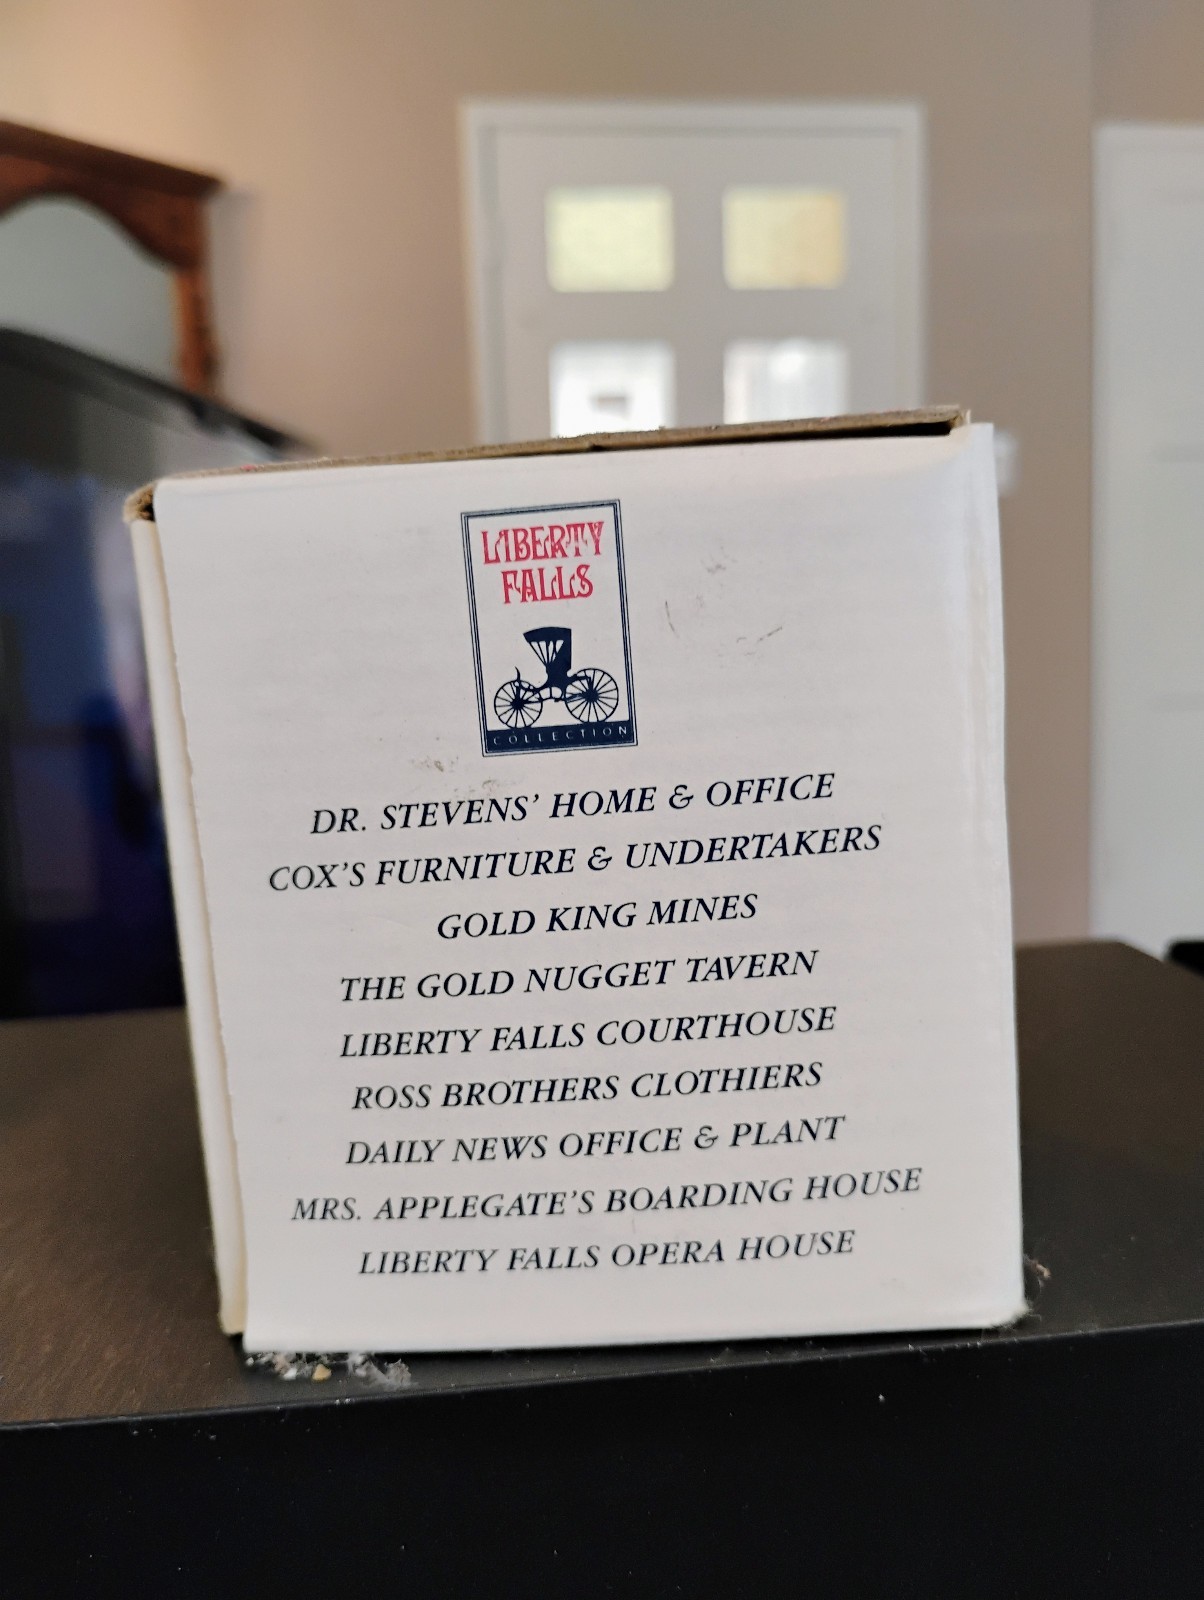 LIBERTY
FALLS
COLLECTION
DR. STEVENS' HOME & OFFICE
COX'S FURNITURE & UNDERTAKERS
GOLD KING MINES
THE GOLD NUGGET TAVERN
LIBERTY FALLS COURTHOUSE
ROSS BROTHERS CLOTHIERS
DAILY NEWS OFFICE & PLANT
MRS. APPLEGATE'S BOARDING HOUSE
LIBERTY FALLS OPERA HOUSE